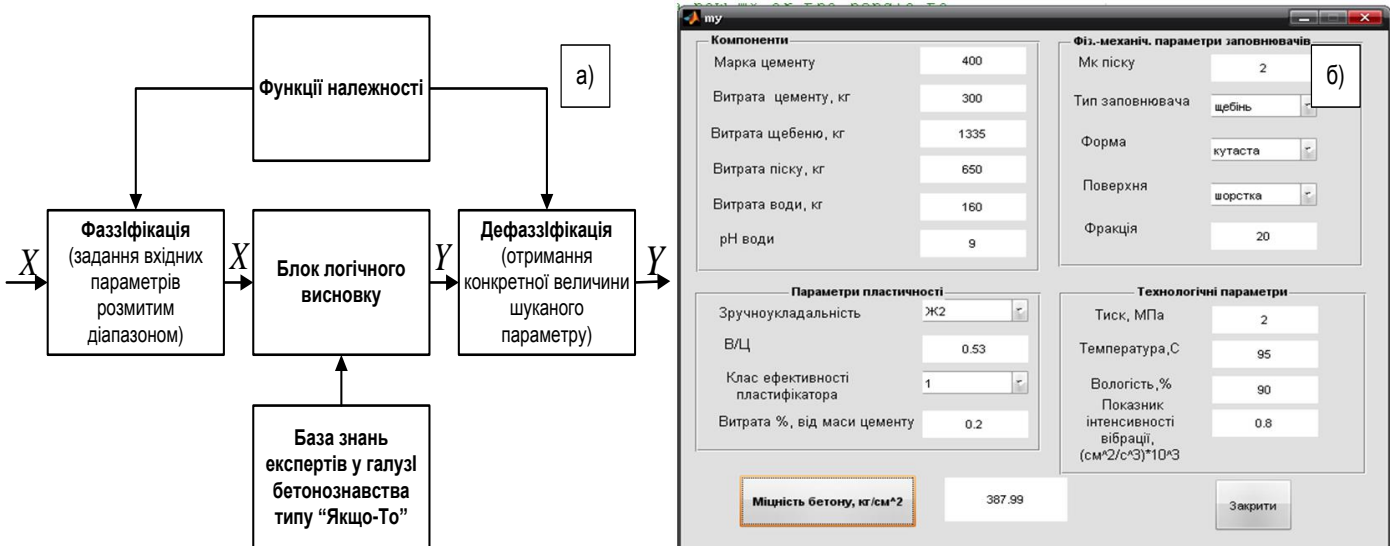 Функції належності
а)
X
ФаззІфікація
(задання вхідних
параметрів
розмитим
діапазоном)
X
Блок логічного
висновку
Y
ДефаззІфікація
(отримання
конкретної величини
шуканого
параметру)
Y
База знань
експертів у галузІ
бетонознавства
типу “Якщо-То”
my
Компоненти
Марка цементу 400
Витрата цементу, кг 300
Витрата щебеню, кг 1335
Витрата піску, кг 650
Витрата води, кг 160
рН води 9
Фіз.-механіч. параметри заповнювачів
б)
Мк піску 2
Тип заповнювача щебінь
Форма кутаста
Поверхня шорстка
Фракція 20
Параметри пластичності
Зручноукладальність Ж2
В/Ц 0.53
Клас ефективності
пластифікатора 1
Витрата %, від маси цементу 0.2
Технологічні параметри
Тиск, МПа 2
Температура,С 95
Вологість,% 90
Показник
інтенсивності 0.8
вібрації,
(см^2/с^3)*10^3
Міцність бетону, кг/см^2 387.99
Закрити